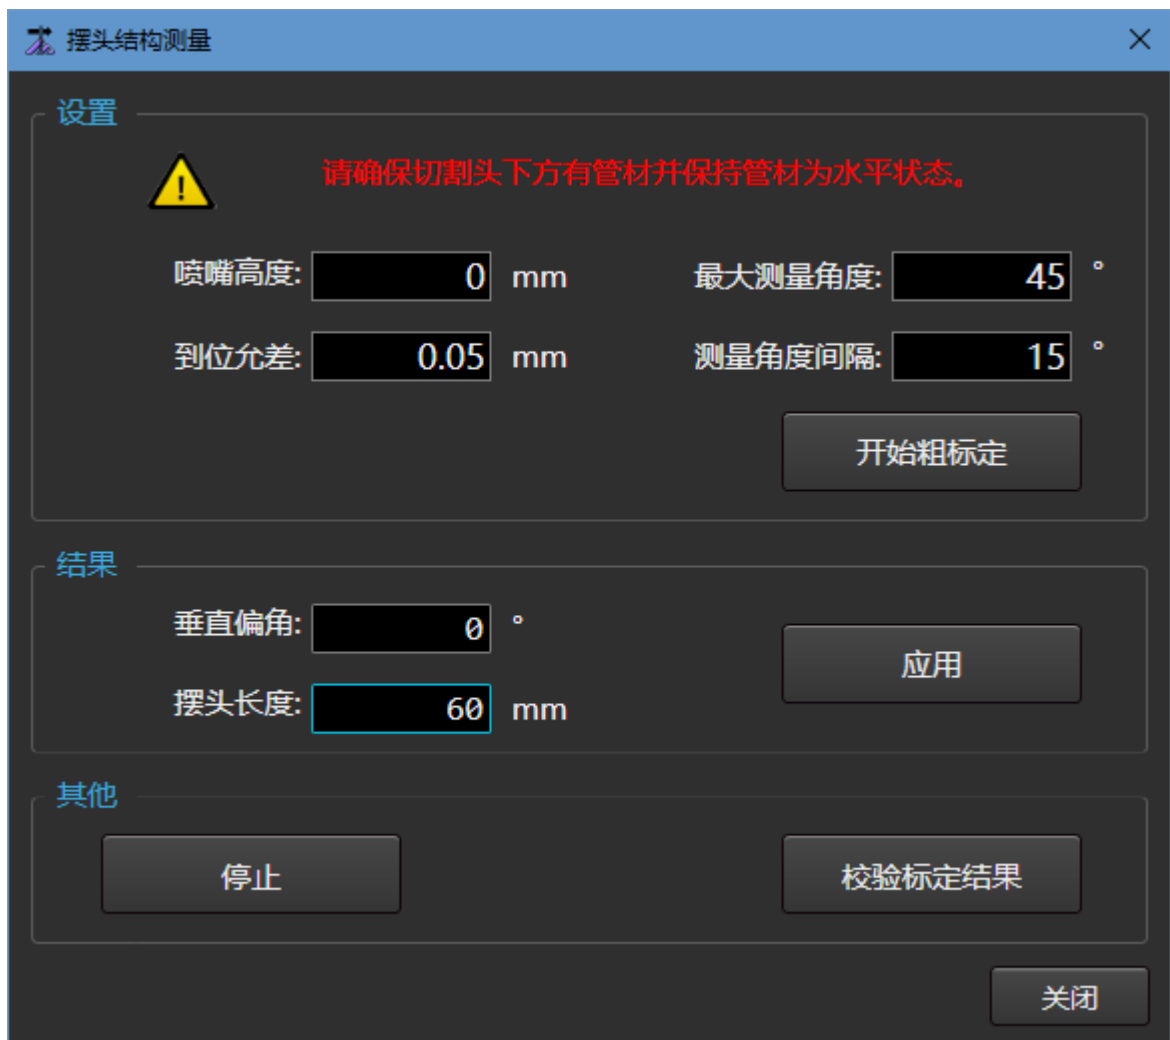 摆头结构测量
设置
请确保切割头下方有管材并保持管材为水平状态。
喷嘴高度: 0 mm 最大测量角度: 45 °
到位允差: 0.05 mm 测量角度间隔: 15 °
开始粗标定
结果
垂直偏角: 0 °
应用
摆头长度: 60 mm
其他
停止 校验标定结果
关闭